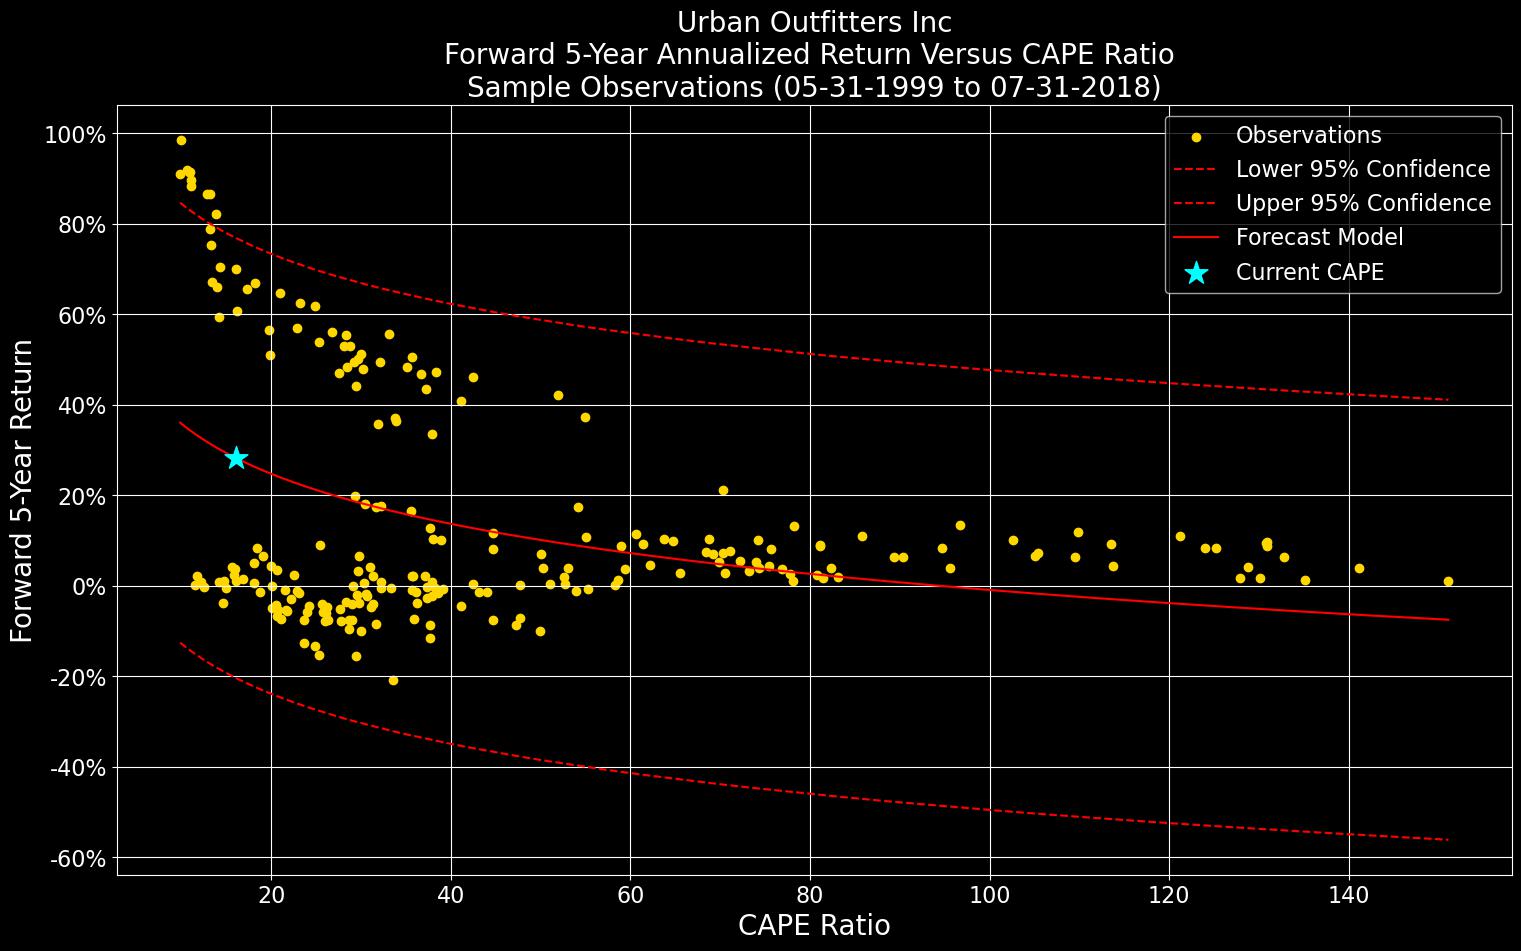 Urban Outfitters Inc
Forward 5-Year Annualized Return Versus CAPE Ratio
Sample Observations (05-31-1999 to 07-31-2018)
Observations
Lower 95% Confidence
Upper 95% Confidence
Forecast Model
Current CAPE
Forward 5-Year Return
100%
80%
60%
40%
20%
0%
-20%
-40%
-60%
20 40 60 80 100 120 140
CAPE Ratio